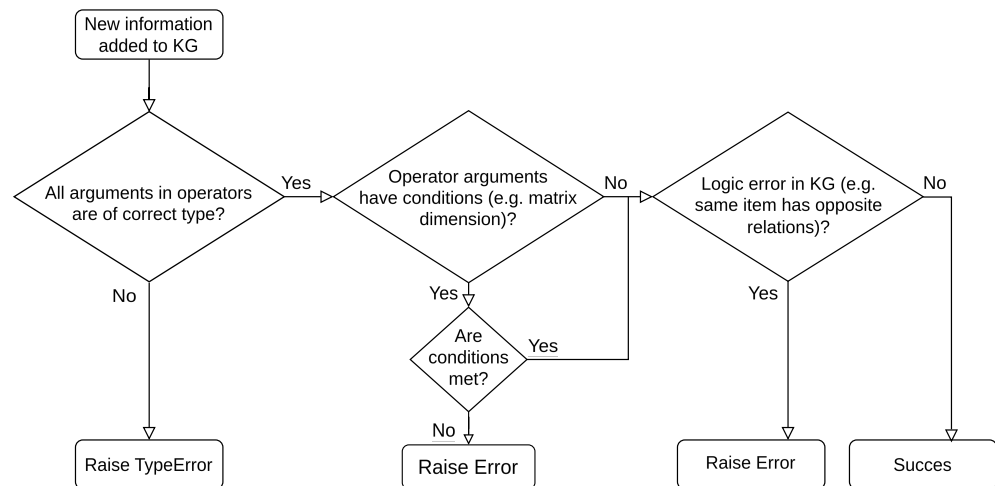 New information
added to KG
All arguments in operators
are of correct type?
Yes
No
Raise TypeError
Operator arguments
have conditions (e.g. matrix
dimension)?
No
Yes
Are
conditions
met?
Yes
No
Raise Error
Logic error in KG (e.g.
same item has opposite
relations)?
No
Yes
Raise Error
Succes